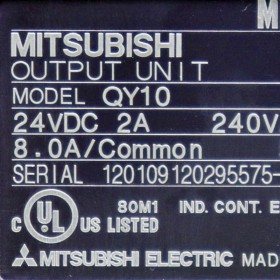 M
MITSUBISHI
OUTPUT UNIT
MODEL QY10
24VDC 2A 240V
8.0A/Common
SERIAL 120109120295575-
80M1 IND. CONT. E
C UL US LISTED
MITSUBISHI ELECTRIC MAD